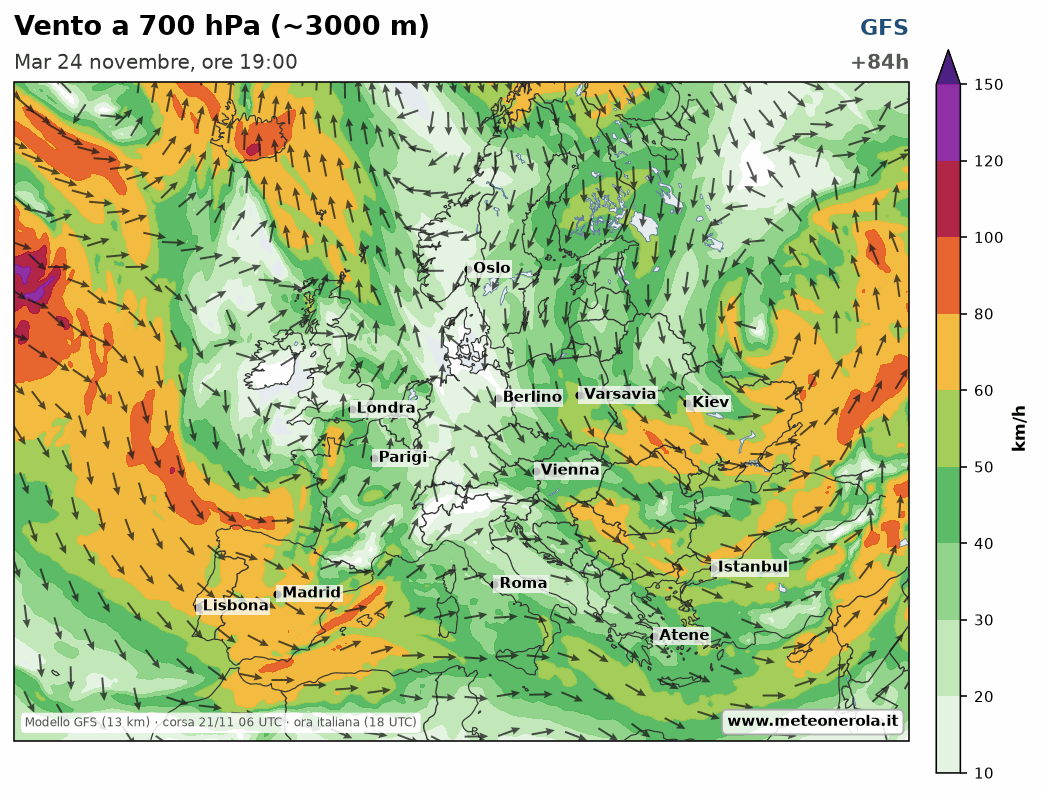 Vento a 700 hPa (~3000 m)
GFS
Mar 24 novembre, ore 19:00
+84h
150
120
100
80
60
50
40
30
20
10
km/h
Oslo
Berlino
Varsavia
Kiev
Londra
Parigi
Vienna
Istanbul
Roma
Madrid
Lisbona
Atene
Modello GFS (13 km) · corsa 21/11 06 UTC · ora italiana (18 UTC)
www.meteonerola.it